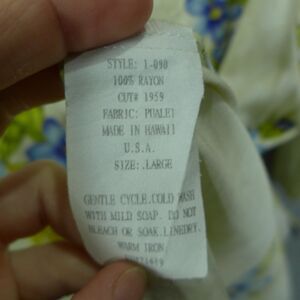 STYLE: L-090
100% RAYON
CUT# 1959
FABRIC: PUALEI
MADE IN HAWAII
U.S.A.
SIZE:.LARGE
GENTLE CYCLE.COLD WASH
WITH MILD SOAP. DO NOT
BLEACH OR SOAK.LINEDRY.
WARM IRON